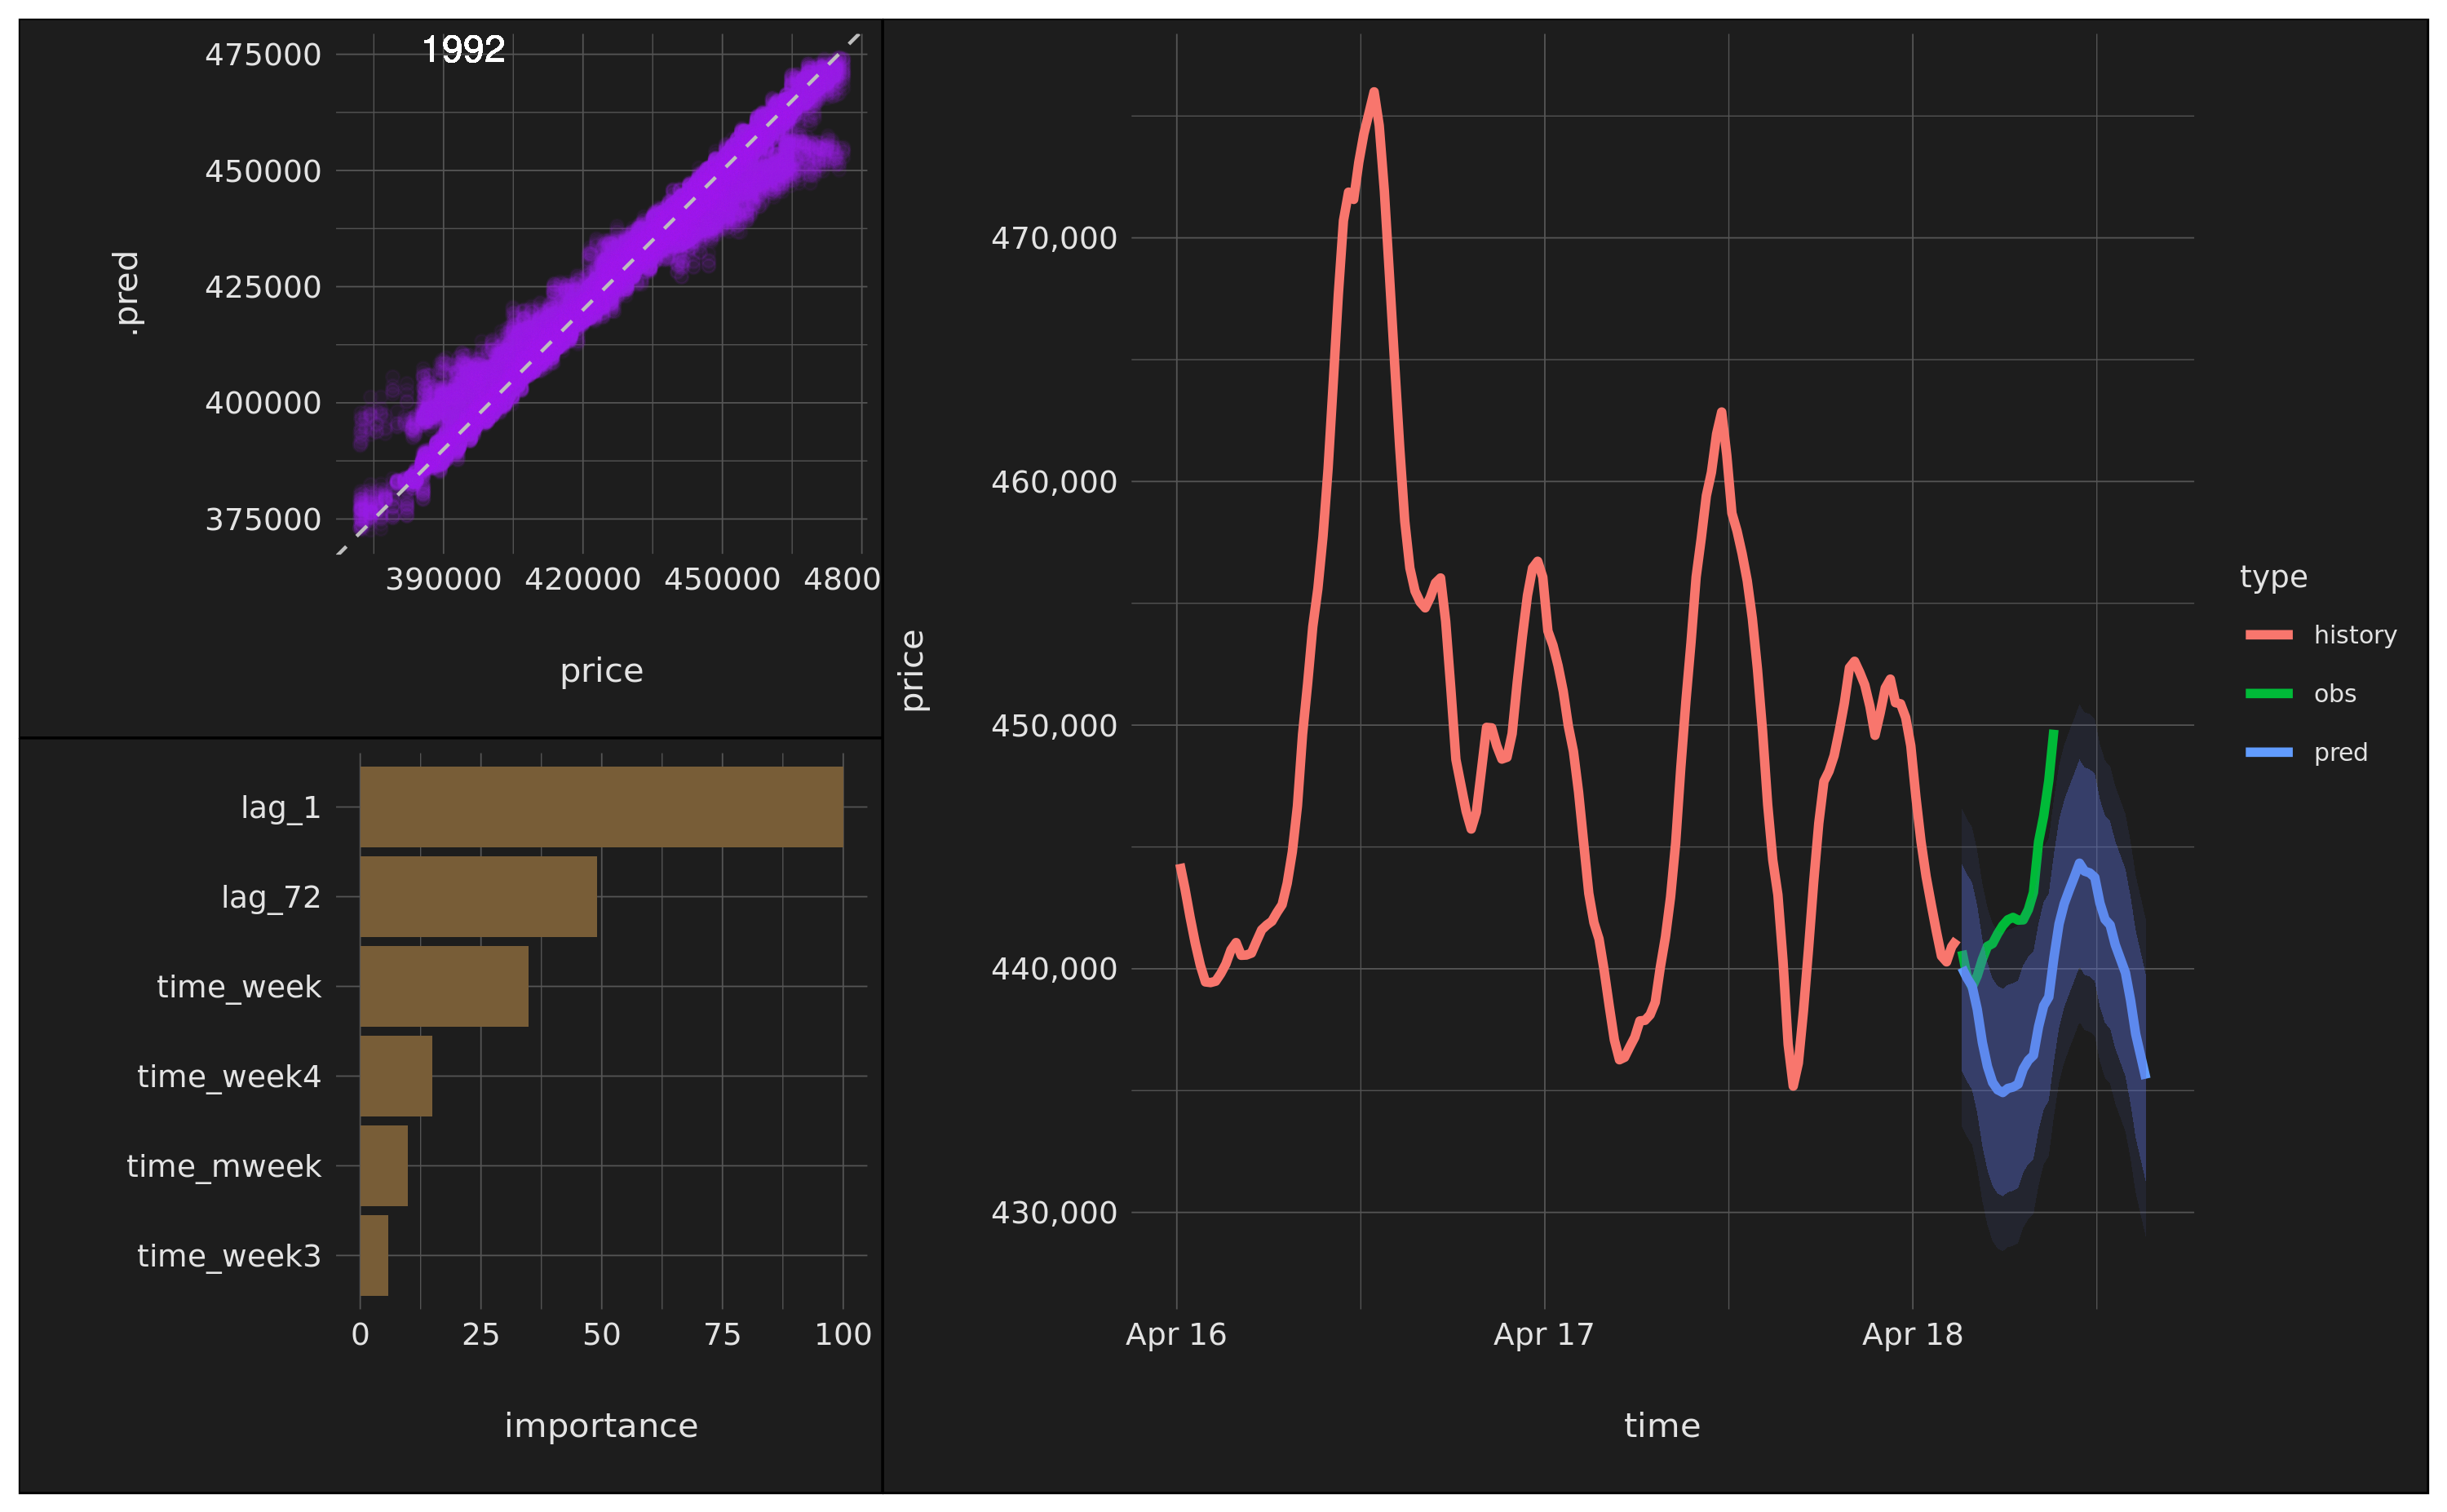 1992
475000
450000
425000
400000
375000
.pred
390000 420000 450000 4800
price
lag_1
lag_72
time_week
time_week4
time_mweek
time_week3
0 25 50 75 100
importance
470,000
460,000
450,000
440,000
430,000
price
Apr 16 Apr 17 Apr 18
time
type
history
obs
pred